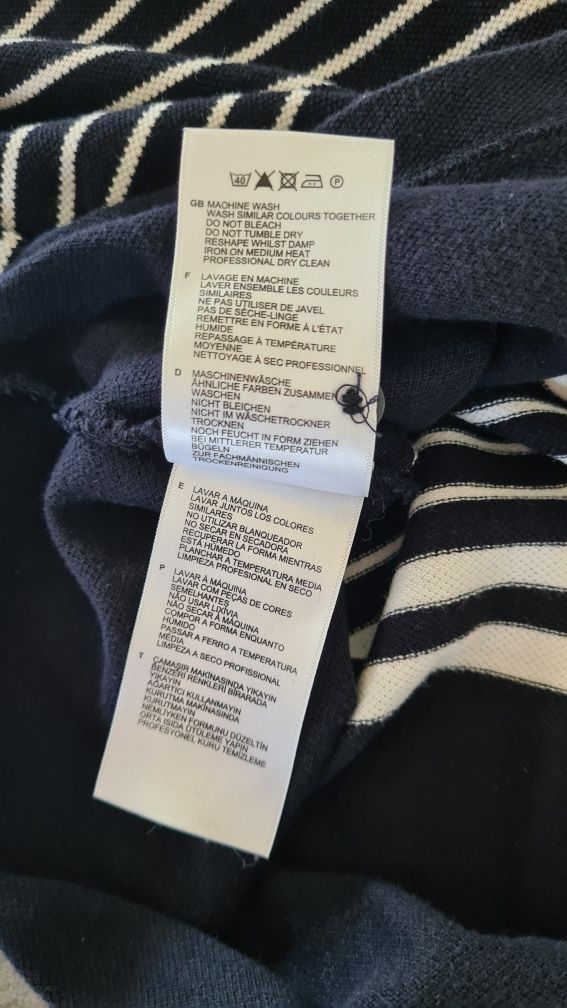 40 P
GB MACHINE WASH
WASH SIMILAR COLOURS TOGETHER
DO NOT BLEACH
DO NOT TUMBLE DRY
RESHAPE WHILST DAMP
IRON ON MEDIUM HEAT
PROFESSIONAL DRY CLEAN
F LAVAGE EN MACHINE
LAVER ENSEMBLE LES COULEURS
SIMILAIRES
NE PAS UTILISER DE JAVEL
PAS DE SÈCHE-LINGE
REMETTRE EN FORME À L'ÉTAT
HUMIDE
REPASSAGE À TEMPÉRATURE
MOYENNE
NETTOYAGE À SEC PROFESSIONNEL
D MASCHINENWÄSCHE
ÄHNLICHE FARBEN ZUSAMMEN
WASCHEN
NICHT BLEICHEN
NICHT IM WÄSCHETROCKNER
TROCKNEN
NOCH FEUCHT IN FORM ZIEHEN
BEI MITTLERER TEMPERATUR
BÜGELN
ZUR FACHMÄNNISCHEN
TROCKENREINIGUNG
E LAVAR A MÁQUINA
LAVAR JUNTOS LOS COLORES
SIMILARES
NO UTILIZAR BLANQUEADOR
NO SECAR EN SECADORA
RECUPERAR LA FORMA MIENTRAS
ESTÁ HÚMEDO
PLANCHAR A TEMPERATURA MEDIA
LIMPIEZA PROFESIONAL EN SECO
P LAVAR À MÁQUINA
LAVAR COM PEÇAS DE CORES
SEMELHANTES
NÃO USAR LIXÍVIA
NÃO SECAR À MÁQUINA
COMPOR A FORMA ENQUANTO
HÚMIDO
PASSAR A FERRO A TEMPERATURA
MÉDIA
LIMPEZA A SECO PROFISSIONAL
T ÇAMAŞIR MAKİNASINDA YIKAYIN
BENZERİ RENKLERİ BİRARADA
YIKAYIN
AĞARTICI KULLANMAYIN
KURUTMA MAKİNASINDA
KURUTMAYIN
NEMLİYKEN FORMUNU DÜZELTİN
ORTA ISIDA ÜTÜLEME YAPIN
PROFESYONEL KURU TEMİZLEME